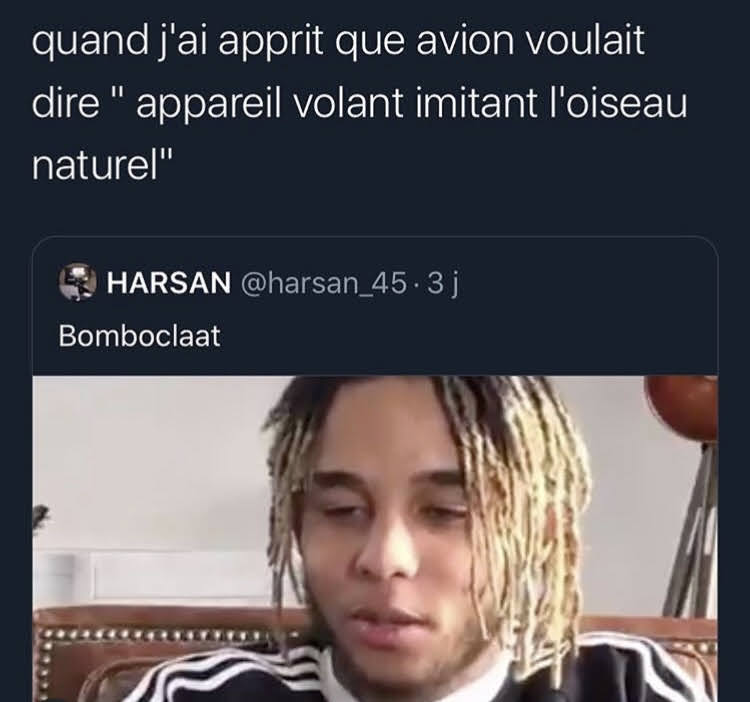 quand j'ai apprit que avion voulait
dire " appareil volant imitant l'oiseau
naturel"
HARSAN @harsan_45 · 3 j
Bomboclaat